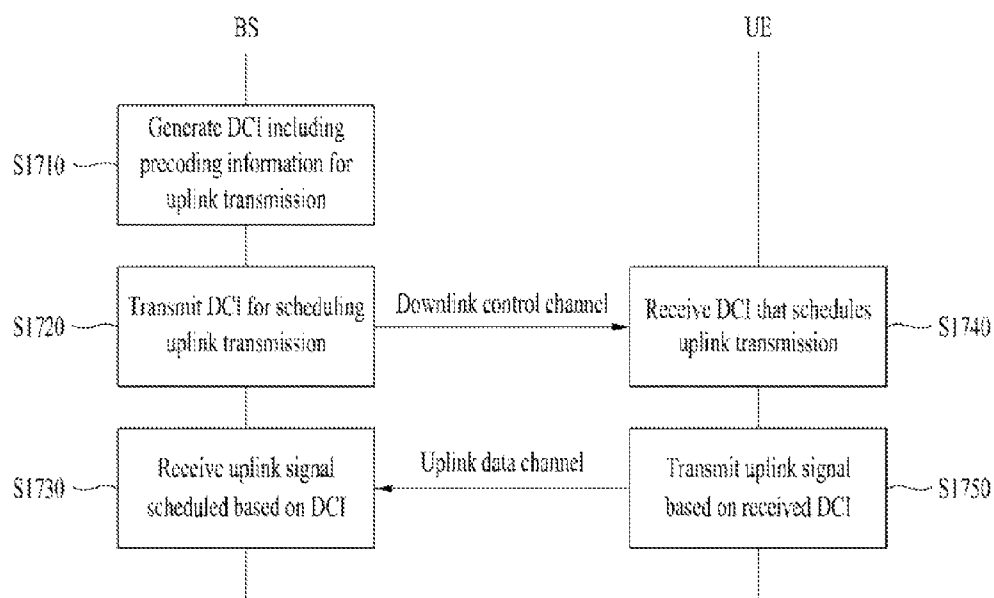 BS
UE
S1710
Generate DCI including
precoding information for
uplink transmission
S1720
Transmit DCI for scheduling
uplink transmission
Downlink control channel
Receive DCI that schedules
uplink transmission
S1740
S1730
Receive uplink signal
scheduled based on DCI
Uplink data channel
Transmit uplink signal
based on received DCI
S1750